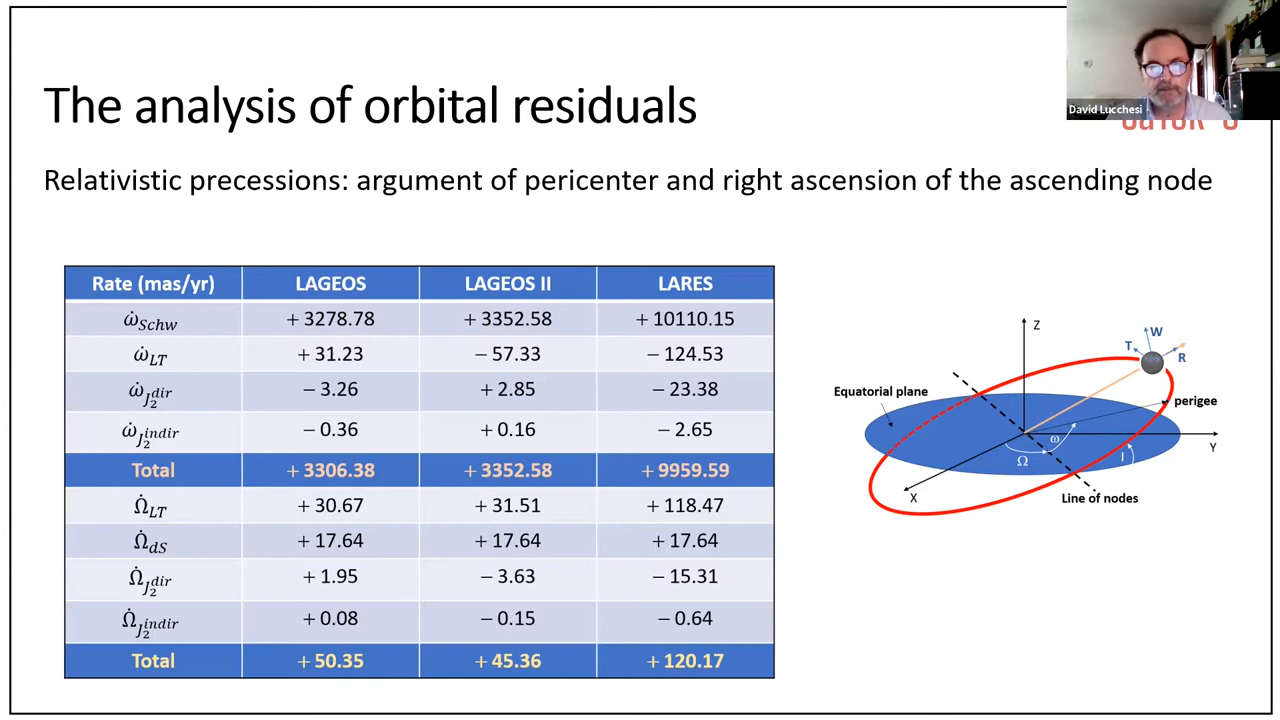 David Lucchesi
The analysis of orbital residuals
Relativistic precessions: argument of pericenter and right ascension of the ascending node
Rate (mas/yr) LAGEOS LAGEOS II LARES
ω̇_Schw + 3278.78 + 3352.58 + 10110.15
ω̇_LT + 31.23 − 57.33 − 124.53
ω̇_J₂^dir − 3.26 + 2.85 − 23.38
ω̇_J₂^indir − 0.36 + 0.16 − 2.65
Total + 3306.38 + 3352.58 + 9959.59
Ω̇_LT + 30.67 + 31.51 + 118.47
Ω̇_dS + 17.64 + 17.64 + 17.64
Ω̇_J₂^dir + 1.95 − 3.63 − 15.31
Ω̇_J₂^indir + 0.08 − 0.15 − 0.64
Total + 50.35 + 45.36 + 120.17
Z
W
T
R
Equatorial plane
perigee
ω
Y
Ω
I
X
Line of nodes